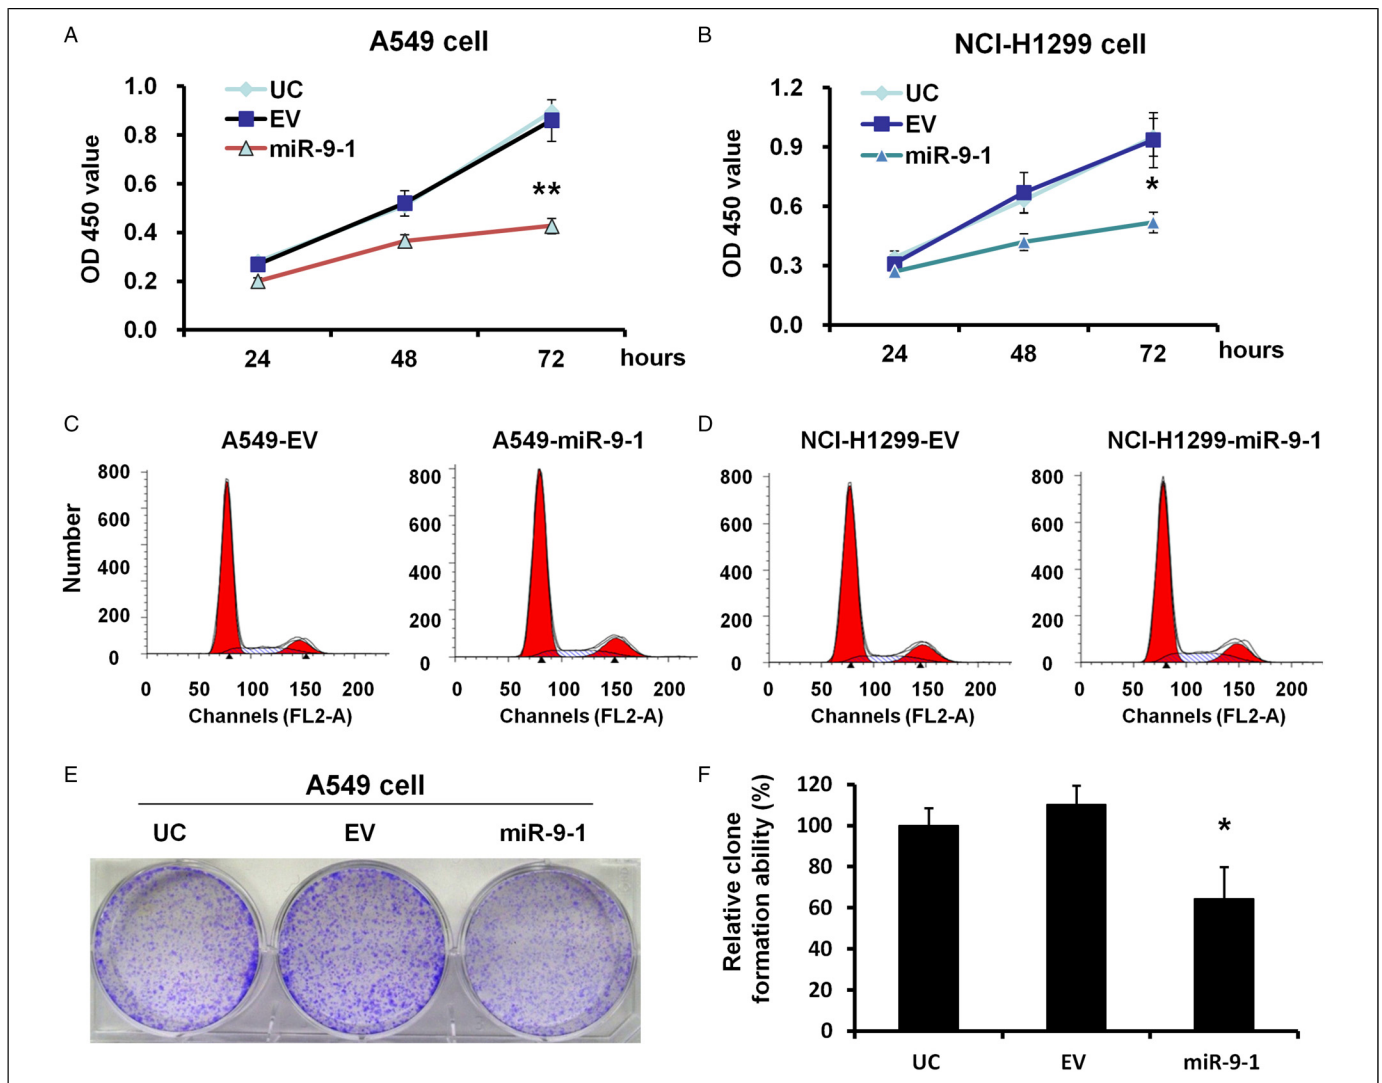 A
A549 cell
1.0
0.8
0.6
0.4
0.2
0.0
OD 450 value
UC
EV
miR-9-1
**
24 48 72 hours
B
NCI-H1299 cell
1.2
0.9
0.6
0.3
0.0
OD 450 value
UC
EV
miR-9-1
*
24 48 72 hours
C
A549-EV
Number
800
600
400
200
0
0 50 100 150 200
Channels (FL2-A)
A549-miR-9-1
800
600
400
200
0
0 50 100 150 200
Channels (FL2-A)
D
NCI-H1299-EV
800
600
400
200
0
0 50 100 150 200
Channels (FL2-A)
NCI-H1299-miR-9-1
800
600
400
200
0
0 50 100 150 200
Channels (FL2-A)
E
A549 cell
UC EV miR-9-1
F
Relative clone
formation ability (%)
120
100
80
60
40
20
0
*
UC EV miR-9-1